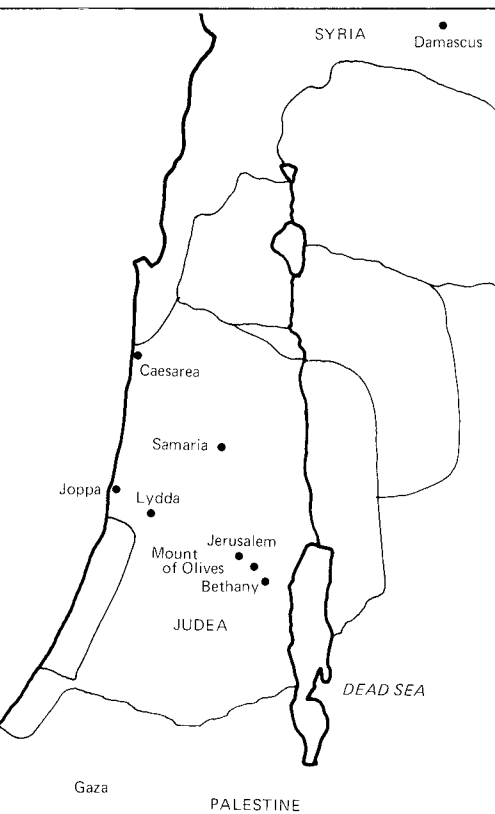 SYRIA
Damascus
Caesarea
Samaria
Joppa
Lydda
Jerusalem
Mount
of Olives
Bethany
JUDEA
DEAD SEA
Gaza
PALESTINE